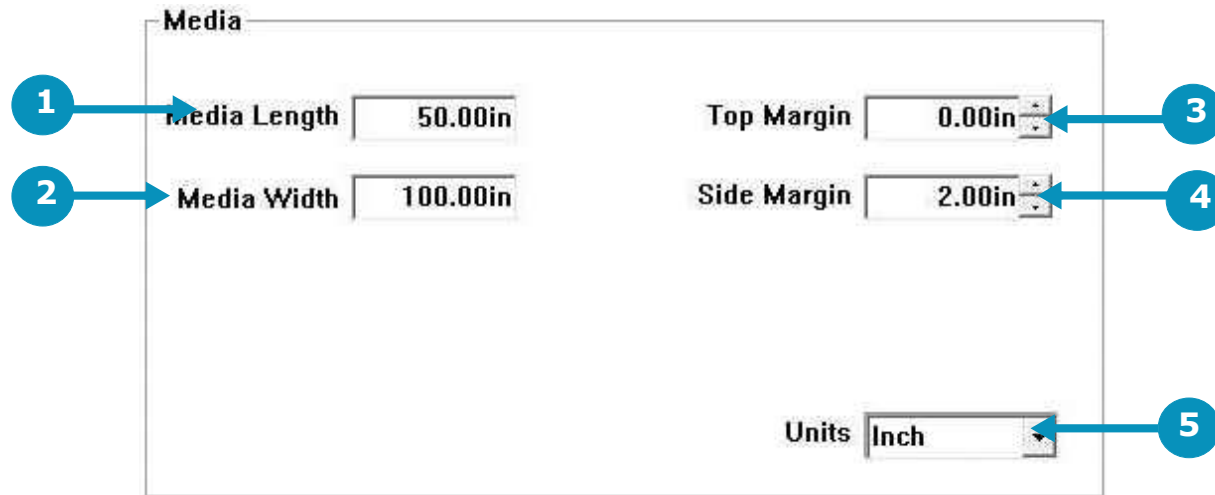 Media
1 Media Length 50.00in Top Margin 0.00in 3
2 Media Width 100.00in Side Margin 2.00in 4
Units Inch 5